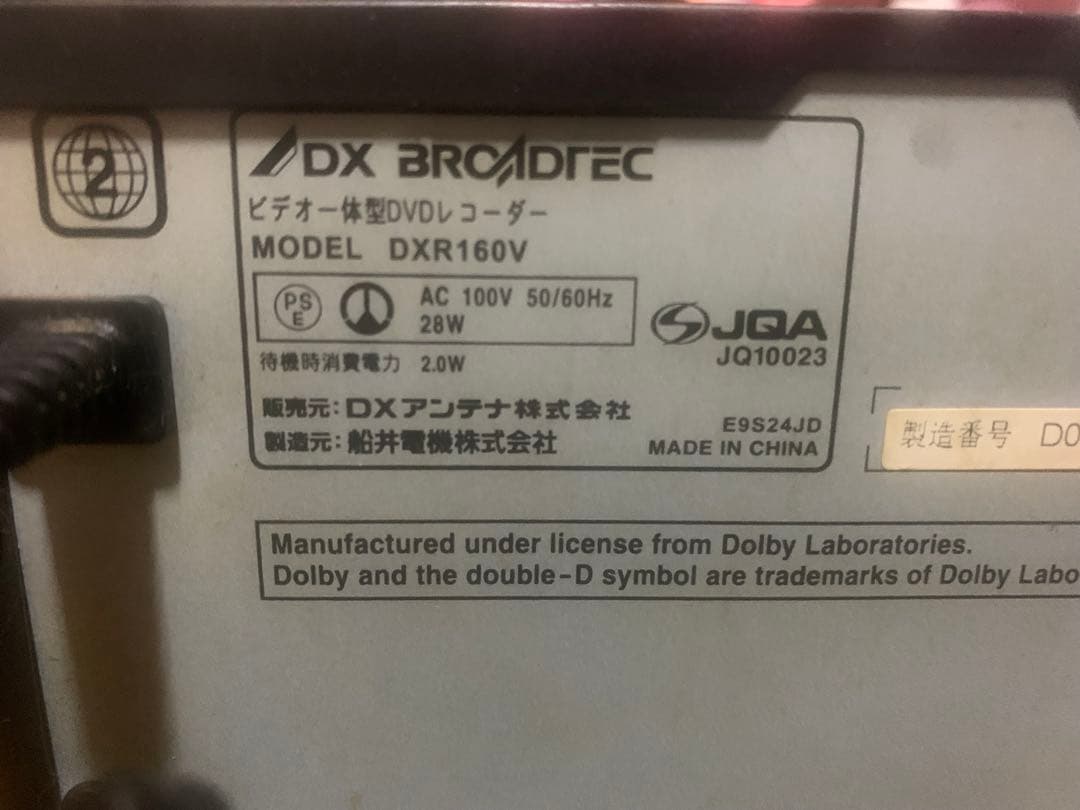 2
DX BROADTEC
ビデオ一体型DVDレコーダー
MODEL DXR160V
PS
E
AC 100V 50/60Hz
28W
JQA
JQ10023
待機時消費電力 2.0W
販売元：DXアンテナ株式会社
製造元：船井電機株式会社
E9S24JD
MADE IN CHINA
製造番号 D0
Manufactured under license from Dolby Laboratories.
Dolby and the double-D symbol are trademarks of Dolby Labo